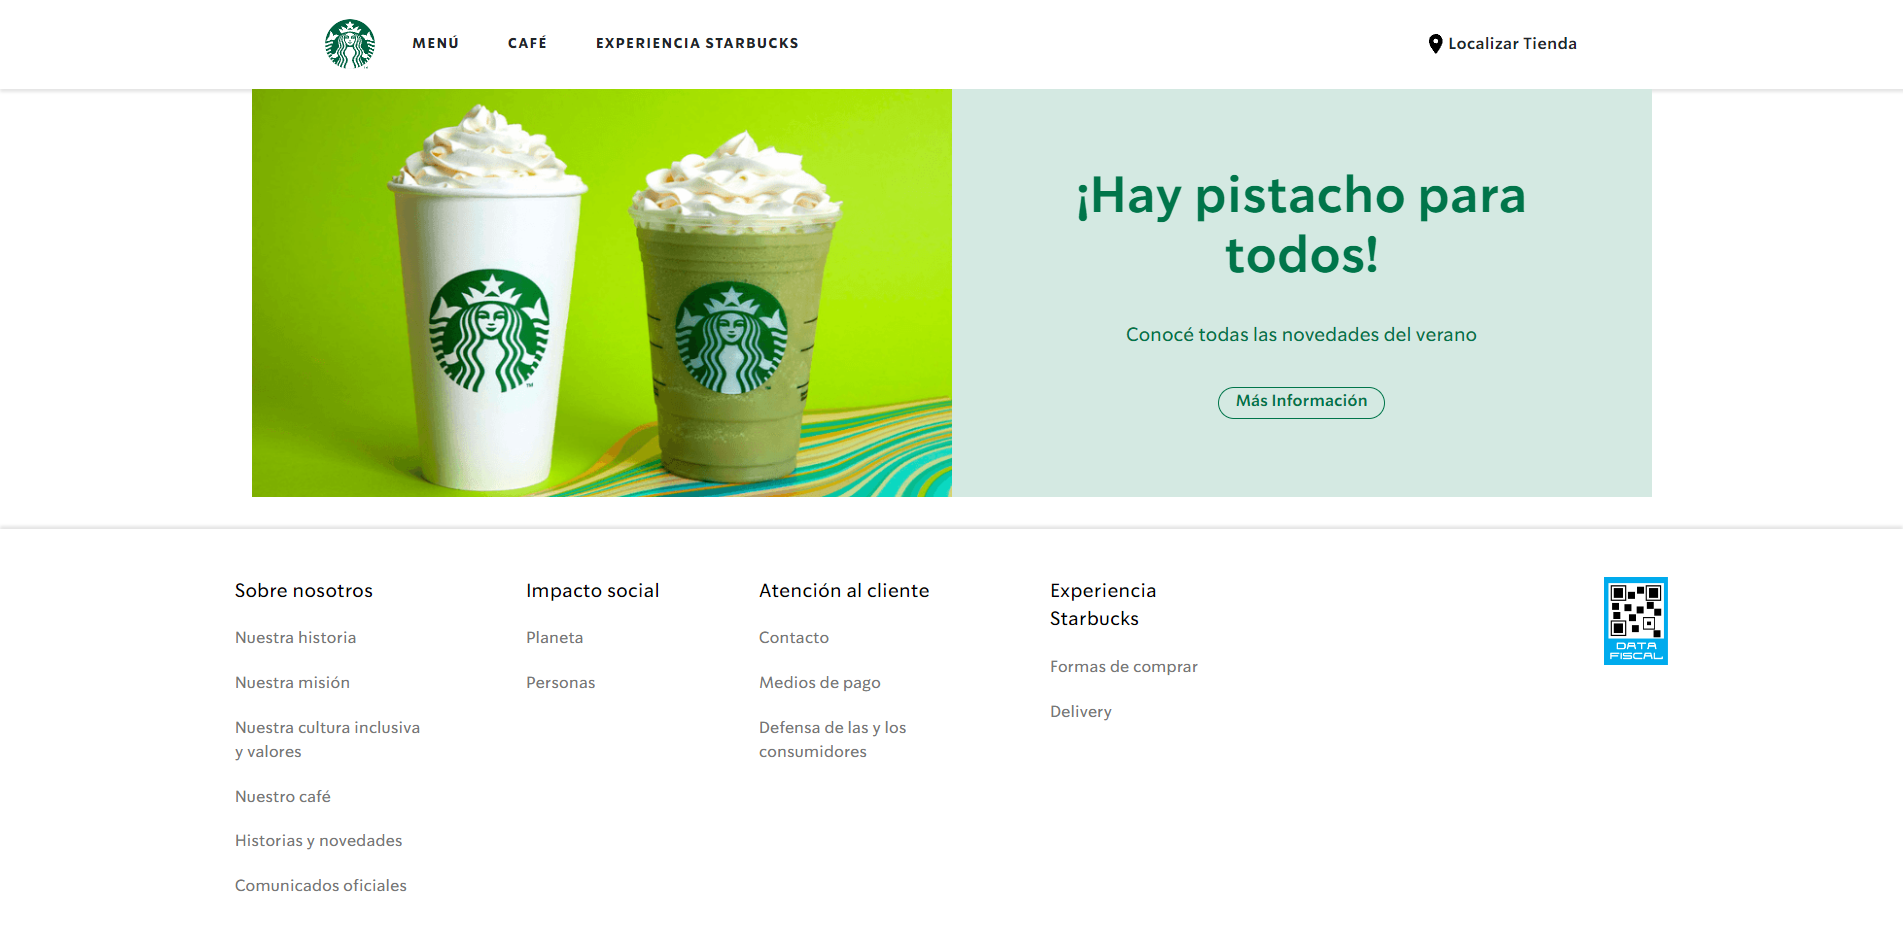 MENÚ
CAFÉ
EXPERIENCIA STARBUCKS
Localizar Tienda
¡Hay pistacho para
todos!
Conocé todas las novedades del verano
Más Información
Sobre nosotros
Nuestra historia
Nuestra misión
Nuestra cultura inclusiva
y valores
Nuestro café
Historias y novedades
Comunicados oficiales
Impacto social
Planeta
Personas
Atención al cliente
Contacto
Medios de pago
Defensa de las y los
consumidores
Experiencia
Starbucks
Formas de comprar
Delivery
DATA
FISCAL